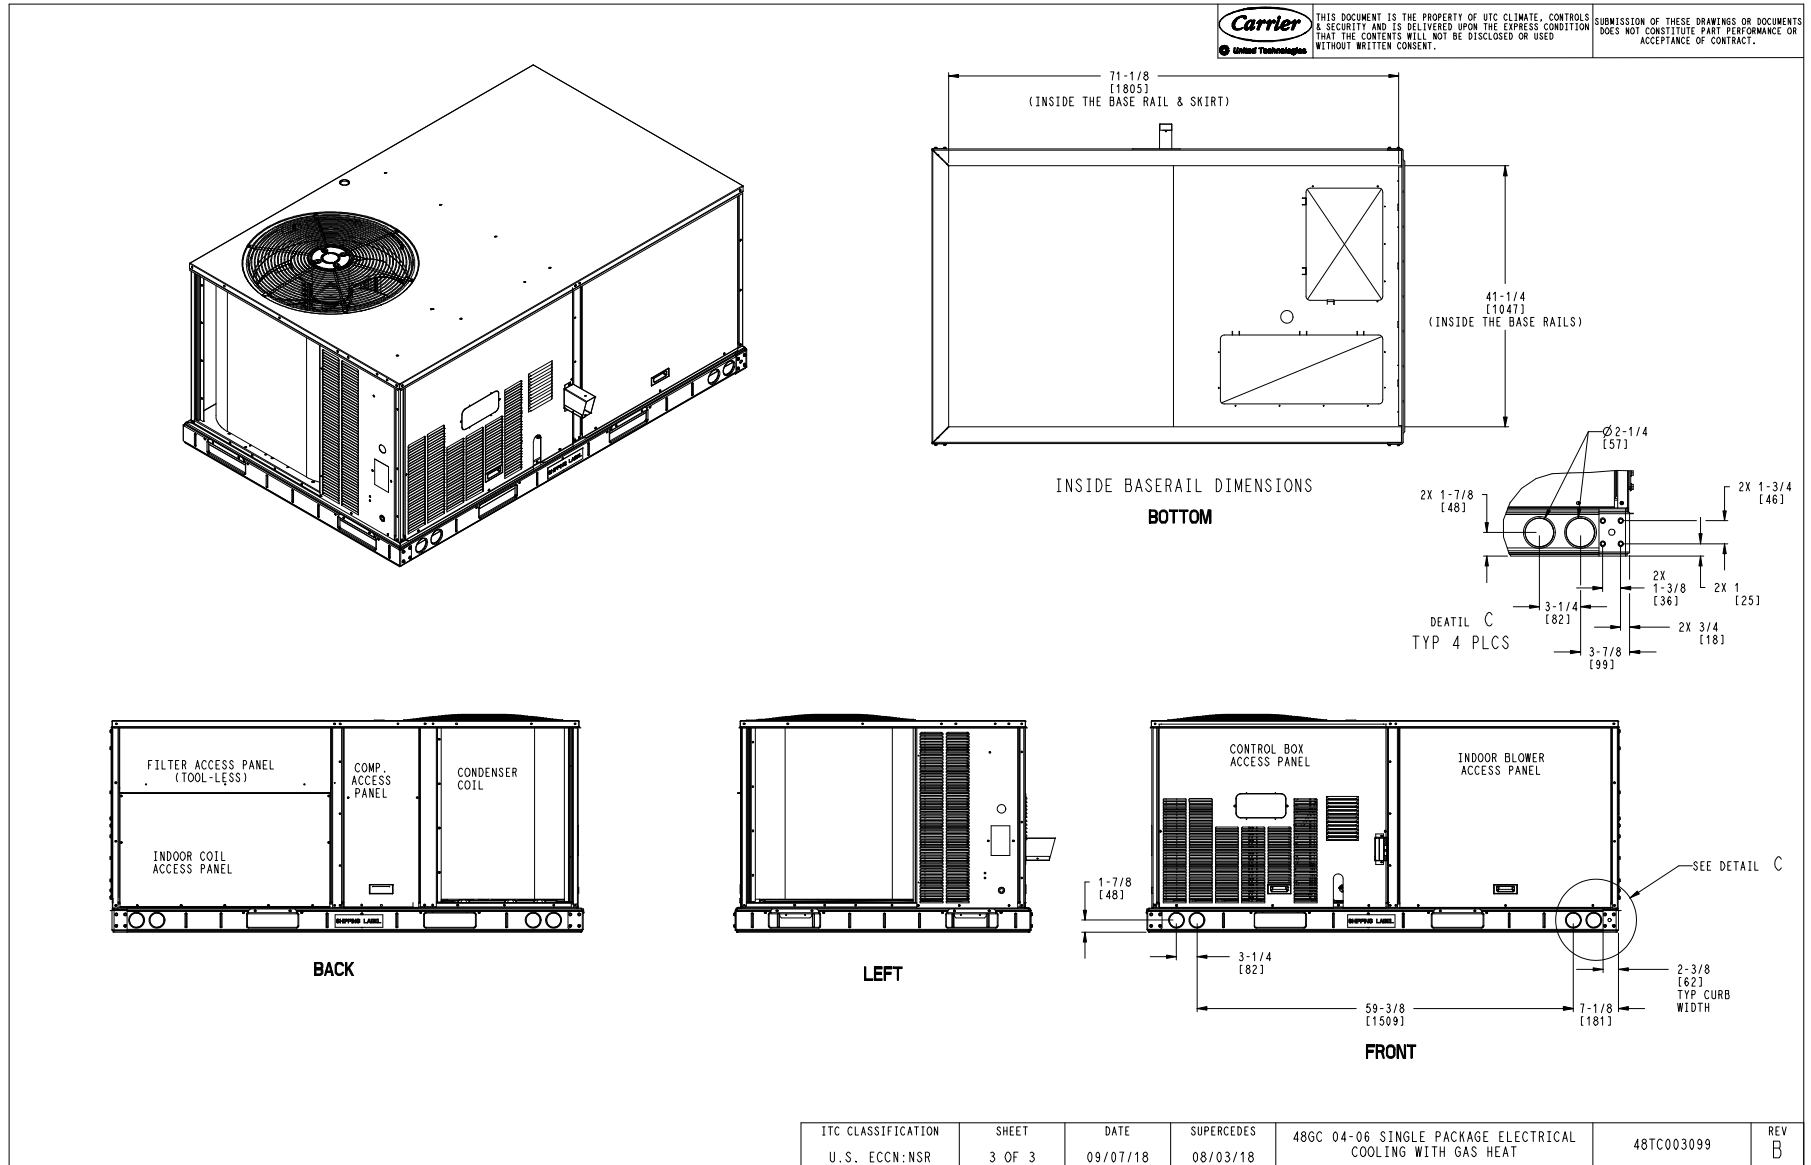 Carrier
United Technologies
THIS DOCUMENT IS THE PROPERTY OF UTC CLIMATE, CONTROLS
& SECURITY AND IS DELIVERED UPON THE EXPRESS CONDITION
THAT THE CONTENTS WILL NOT BE DISCLOSED OR USED
WITHOUT WRITTEN CONSENT.
SUBMISSION OF THESE DRAWINGS OR DOCUMENTS
DOES NOT CONSTITUTE PART PERFORMANCE OR
ACCEPTANCE OF CONTRACT.
71-1/8
[1805]
(INSIDE THE BASE RAIL & SKIRT)
41-1/4
[1047]
(INSIDE THE BASE RAILS)
SHIPPING LABEL
INSIDE BASERAIL DIMENSIONS
BOTTOM
Ø2-1/4
[57]
2X 1-7/8
[48]
2X 1-3/4
[46]
2X
1-3/8
[36]
2X 1
[25]
3-1/4
[82]
2X 3/4
[18]
3-7/8
[99]
DEATIL C
TYP 4 PLCS
FILTER ACCESS PANEL
(TOOL-LESS)
COMP.
ACCESS
PANEL
CONDENSER
COIL
INDOOR COIL
ACCESS PANEL
SHIPPING LABEL
BACK
LEFT
CONTROL BOX
ACCESS PANEL
INDOOR BLOWER
ACCESS PANEL
SEE DETAIL C
1-7/8
[48]
SHIPPING LABEL
3-1/4
[82]
2-3/8
[62]
TYP CURB
WIDTH
59-3/8
[1509]
7-1/8
[181]
FRONT
ITC CLASSIFICATION
U.S. ECCN:NSR
SHEET
3 OF 3
DATE
09/07/18
SUPERCEDES
08/03/18
48GC 04-06 SINGLE PACKAGE ELECTRICAL
COOLING WITH GAS HEAT
48TC003099
REV
B